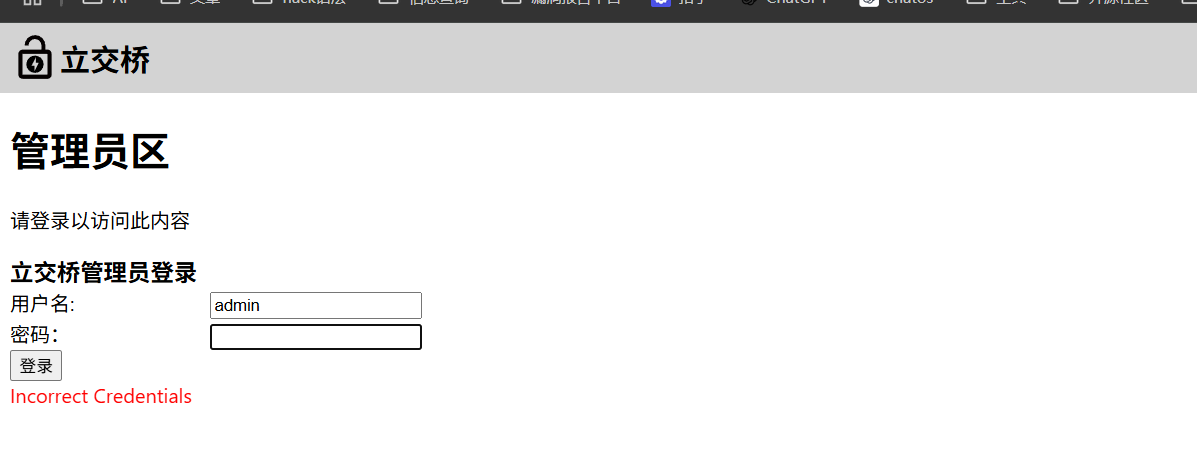 ChatGPT
立交桥
管理员区
请登录以访问此内容
立交桥管理员登录
用户名:
admin
密码：
登录
Incorrect Credentials